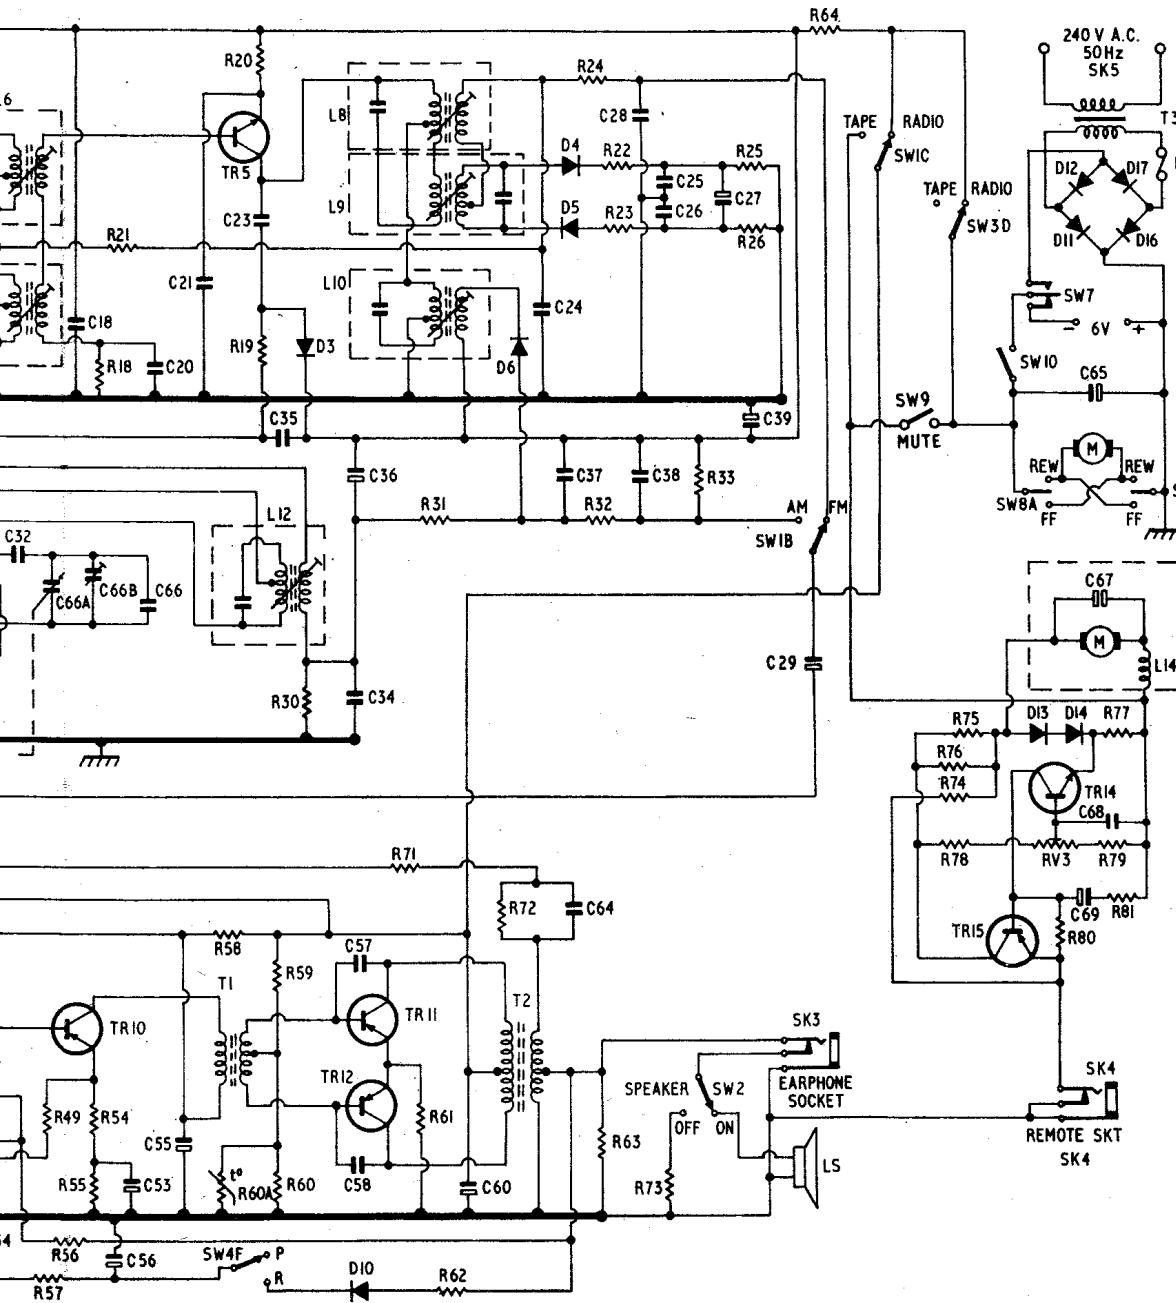 R64
240 V A.C.
50Hz
SK5
R20
R24
L8
C28
TAPE RADIO
SW1C
TR5
D4
R22
R25
D12
D17
C25
C27
C26
TAPE RADIO
SW3D
L9
D5
R23
R26
C23
R21
D11
D16
C21
L10
SW7
C24
6V
- +
C18
R19
D3
D6
R18
C20
SW10
C65
C35
C39
SW9
MUTE
M
REW
REW
C36
C37
C38
R33
SW8A
FF
FF
R31
R32
AM
FM
SW1B
L12
C32
C66A
C66B
C66
C67
M
L14
C29
R30
C34
R75
D13
D14
R77
R76
R74
TR14
C68
R78
RV3
R79
R71
R72
C64
C69
R81
TR15
R80
R58
C57
R59
T1
T2
TR10
TR11
TR12
SK3
EARPHONE
SOCKET
SPEAKER
SW2
OFF
ON
SK4
REMOTE SKT
SK4
R49
R54
R61
R63
C55
C58
LS
R55
C53
t°
R60A
R60
C60
R73
R56
C56
SW4F
P
R
R57
D10
R62